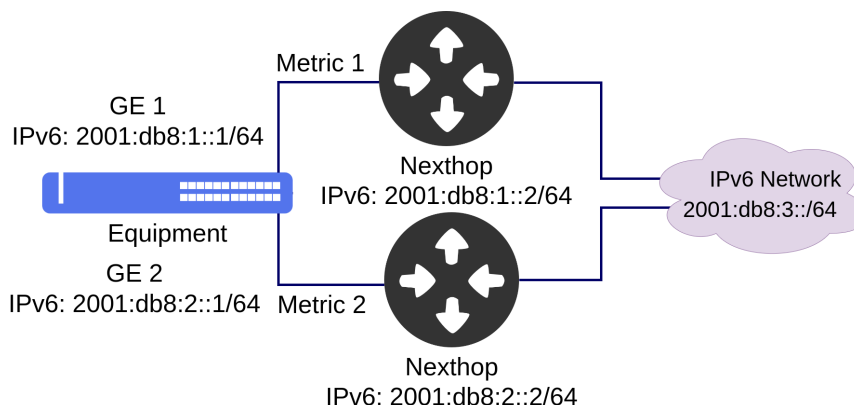 Metric 1
GE 1
IPv6: 2001:db8:1::1/64
Nexthop
IPv6: 2001:db8:1::2/64
IPv6 Network
2001:db8:3::/64
Equipment
GE 2
IPv6: 2001:db8:2::1/64
Metric 2
Nexthop
IPv6: 2001:db8:2::2/64